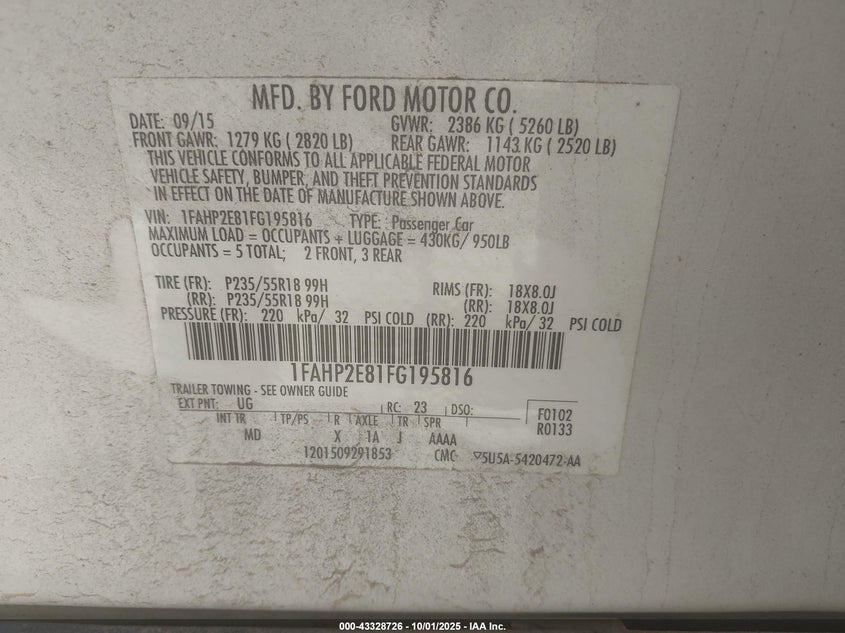 MFD. BY FORD MOTOR CO.
DATE: 09/15 GVWR: 2386 KG ( 5260 LB)
FRONT GAWR: 1279 KG ( 2820 LB) REAR GAWR: 1143 KG ( 2520 LB)
THIS VEHICLE CONFORMS TO ALL APPLICABLE FEDERAL MOTOR
VEHICLE SAFETY, BUMPER, AND THEFT PREVENTION STANDARDS
IN EFFECT ON THE DATE OF MANUFACTURE SHOWN ABOVE.
VIN: 1FAHP2E81FG195816 TYPE: Passenger Car
MAXIMUM LOAD = OCCUPANTS + LUGGAGE = 430KG/ 950LB
OCCUPANTS = 5 TOTAL; 2 FRONT, 3 REAR
TIRE (FR): P235/55R18 99H RIMS (FR): 18X8.0J
(RR): P235/55R18 99H (RR): 18X8.0J
PRESSURE (FR): 220 kPa/ 32 PSI COLD (RR): 220 kPa/ 32 PSI COLD
1FAHP2E81FG195816
TRAILER TOWING - SEE OWNER GUIDE
EXT PNT: UG RC: 23 DSO: F0102
INT TR TP/PS R AXLE TR SPR R0133
MD X 1A J AAAA
1201509291853 CMC ▽5U5A-5420472-AA
000-43328726 - 10/01/2025 - IAA Inc.